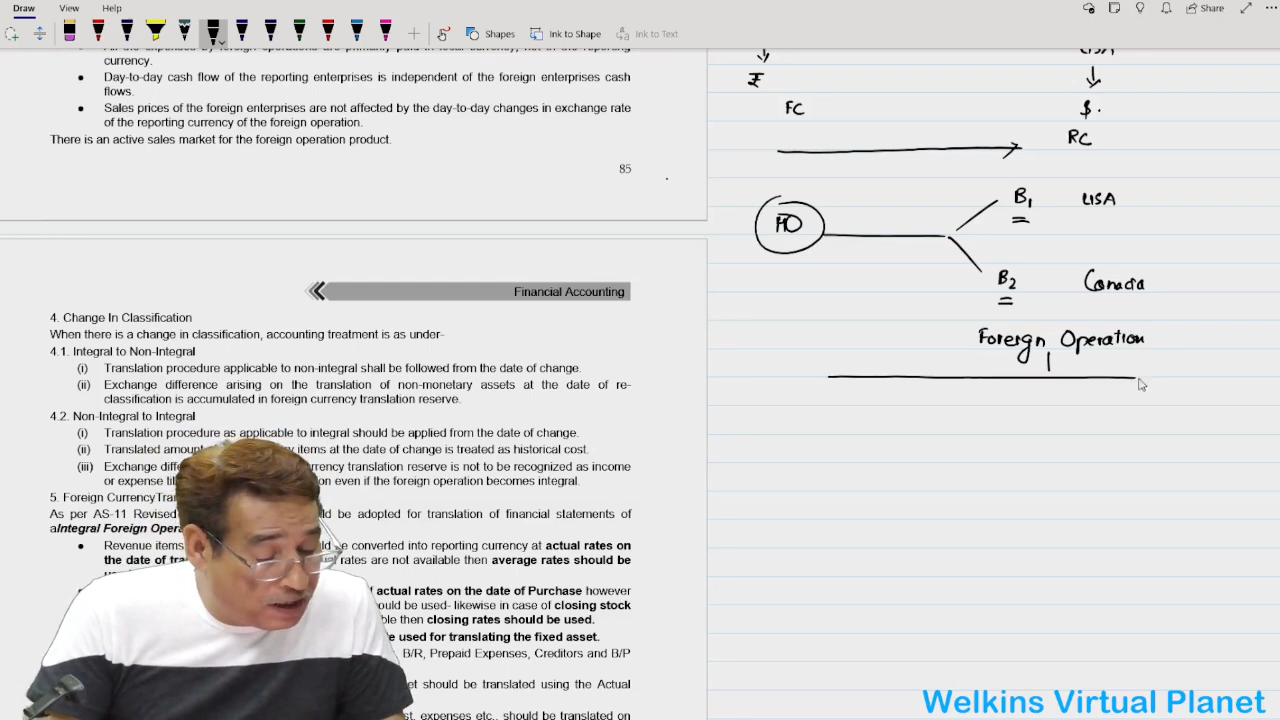 Draw View Help
Share
Shapes Ink to Shape Ink to Text
currency.
Day-to-day cash flow of the reporting enterprises is independent of the foreign enterprises cash
flows.
Sales prices of the foreign enterprises are not affected by the day-to-day changes in exchange rate
of the reporting currency of the foreign operation.
There is an active sales market for the foreign operation product.
85
Financial Accounting
4. Change In Classification
When there is a change in classification, accounting treatment is as under-
4.1. Integral to Non-Integral
(i) Translation procedure applicable to non-integral shall be followed from the date of change.
(ii) Exchange difference arising on the translation of non-monetary assets at the date of re-
classification is accumulated in foreign currency translation reserve.
4.2. Non-Integral to Integral
(i) Translation procedure as applicable to integral should be applied from the date of change.
(ii) Translated amount items at the date of change is treated as historical cost.
(iii) Exchange translation reserve is not to be recognized as income
or expense even if the foreign operation becomes integral.
5. Foreign Currency
As per AS-11 Revised be adopted for translation of financial statements of
a Integral Foreign
Revenue items be converted into reporting currency at actual rates on
the date of rates are not available then average rates should be
actual rates on the date of Purchase however
should be used- likewise in case of closing stock
then closing rates should be used.
used for translating the fixed asset.
B/R, Prepaid Expenses, Creditors and B/P
should be translated using the Actual
expenses etc., should be translated on
₹
FC
$.
RC
HO
B1 USA
B2 Canada
Foreign Operation
Welkins Virtual Planet